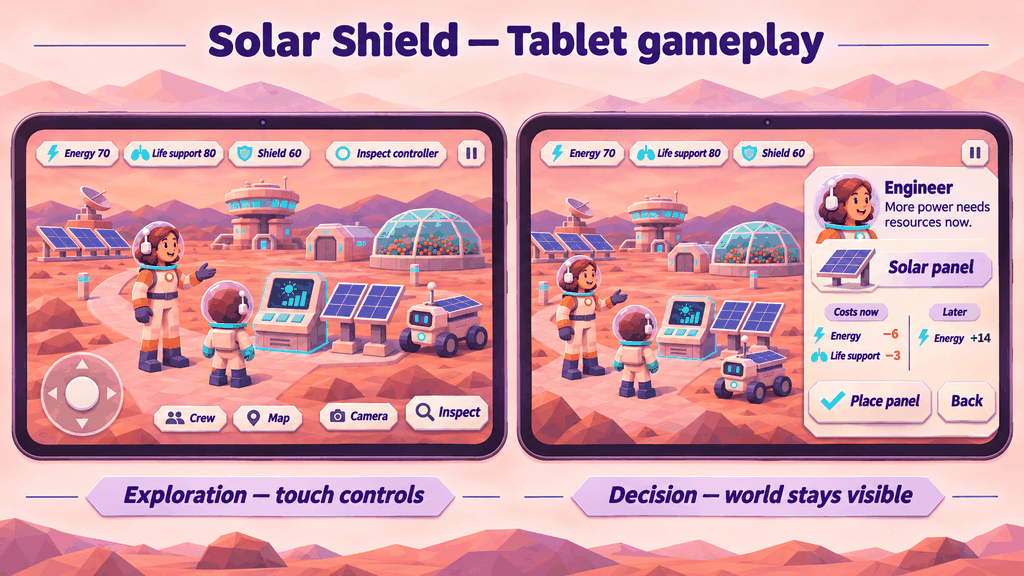 Solar Shield — Tablet gameplay
Energy 70
Life support 80
Shield 60
Inspect controller
Crew
Map
Camera
Inspect
Exploration — touch controls
Energy 70
Life support 80
Shield 60
Engineer
More power needs
resources now.
Solar panel
Costs now
Later
Energy −6
Energy +14
Life support −3
Place panel
Back
Decision — world stays visible